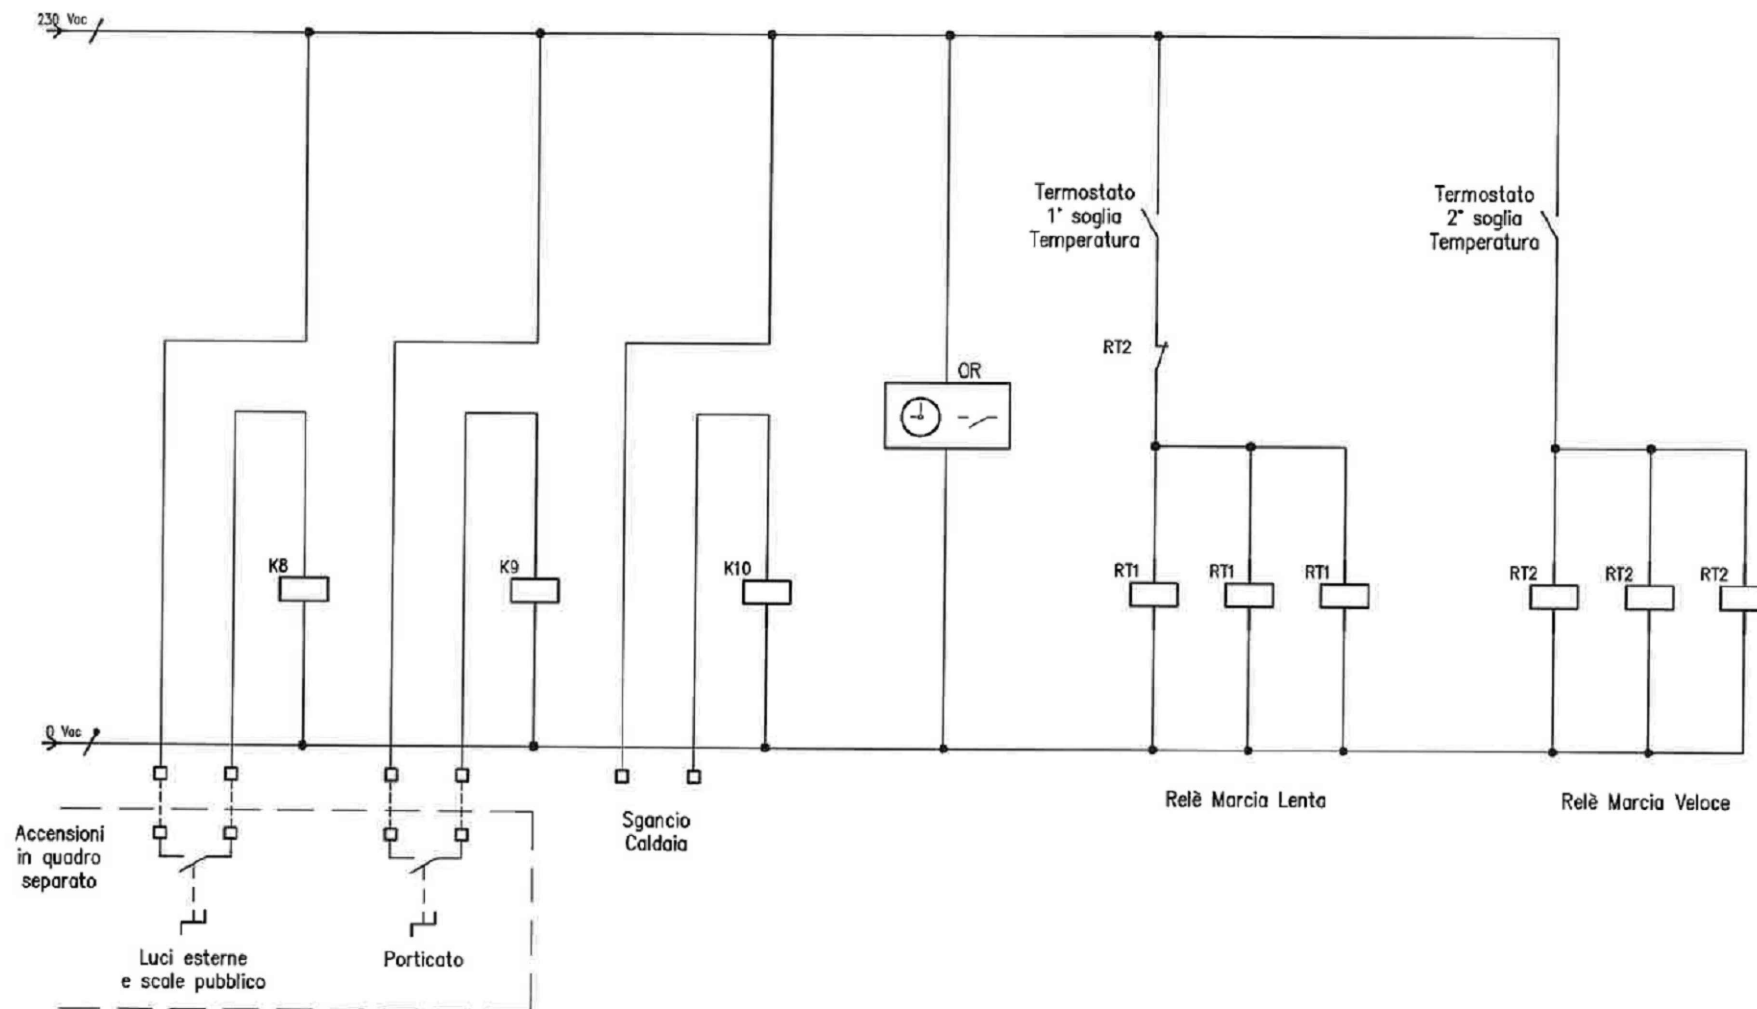 230 Vac
Termostato
1° soglia
Temperatura
Termostato
2° soglia
Temperatura
RT2
OR
K8
K9
K10
RT1
RT1
RT1
RT2
RT2
RT2
0 Vac
Relè Marcia Lenta
Relè Marcia Veloce
Accensioni
in quadro
separato
Sgancio
Caldaia
Luci esterne
e scale pubblico
Porticato